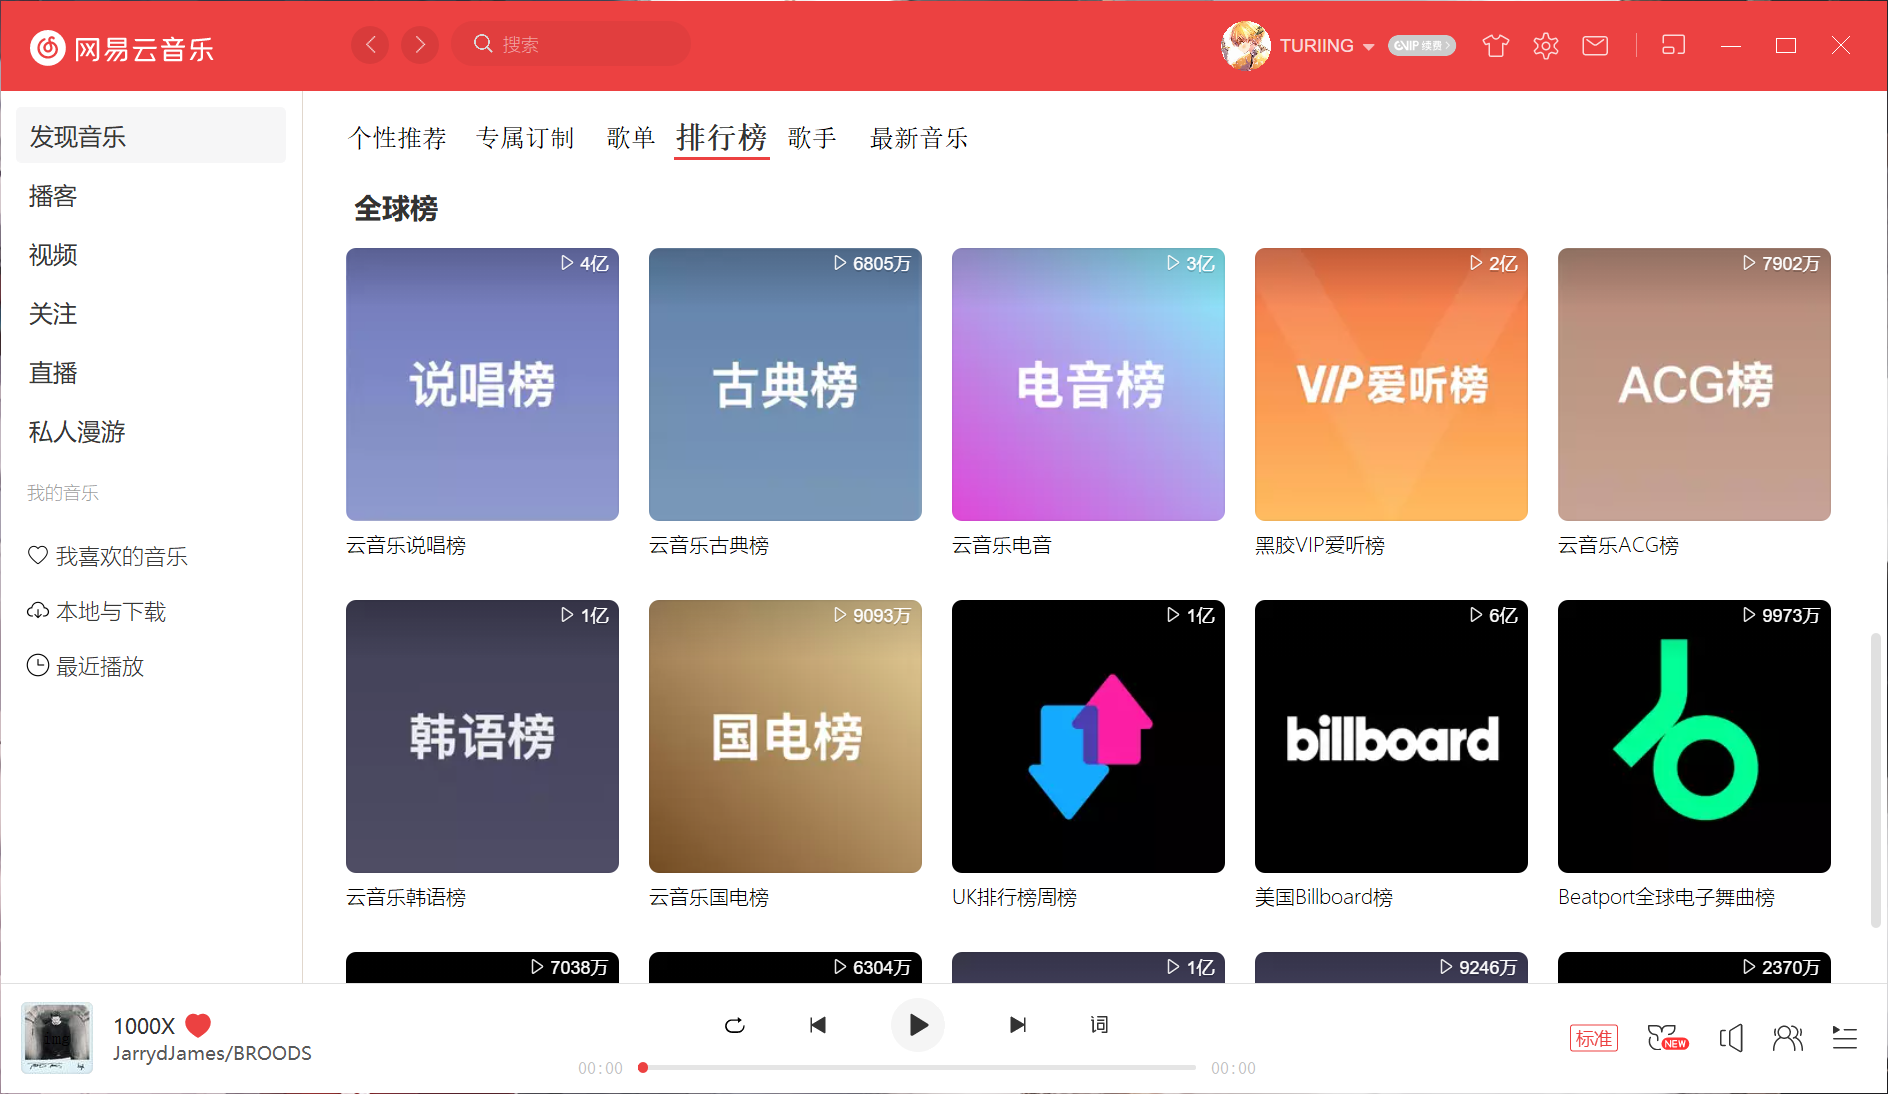 网易云音乐
搜索
TURIING
VIP 续费
发现音乐
播客
视频
关注
直播
私人漫游
我的音乐
我喜欢的音乐
本地与下载
最近播放
个性推荐 专属订制 歌单 排行榜 歌手 最新音乐
全球榜
4亿
说唱榜
云音乐说唱榜
6805万
古典榜
云音乐古典榜
3亿
电音榜
云音乐电音
2亿
VIP爱听榜
黑胶VIP爱听榜
7902万
ACG榜
云音乐ACG榜
1亿
韩语榜
云音乐韩语榜
9093万
国电榜
云音乐国电榜
1亿
UK排行榜周榜
6亿
billboard
美国Billboard榜
9973万
Beatport全球电子舞曲榜
7038万
6304万
1亿
9246万
2370万
1000X
JarrydJames/BROODS
词
00:00
00:00
标准
NEW